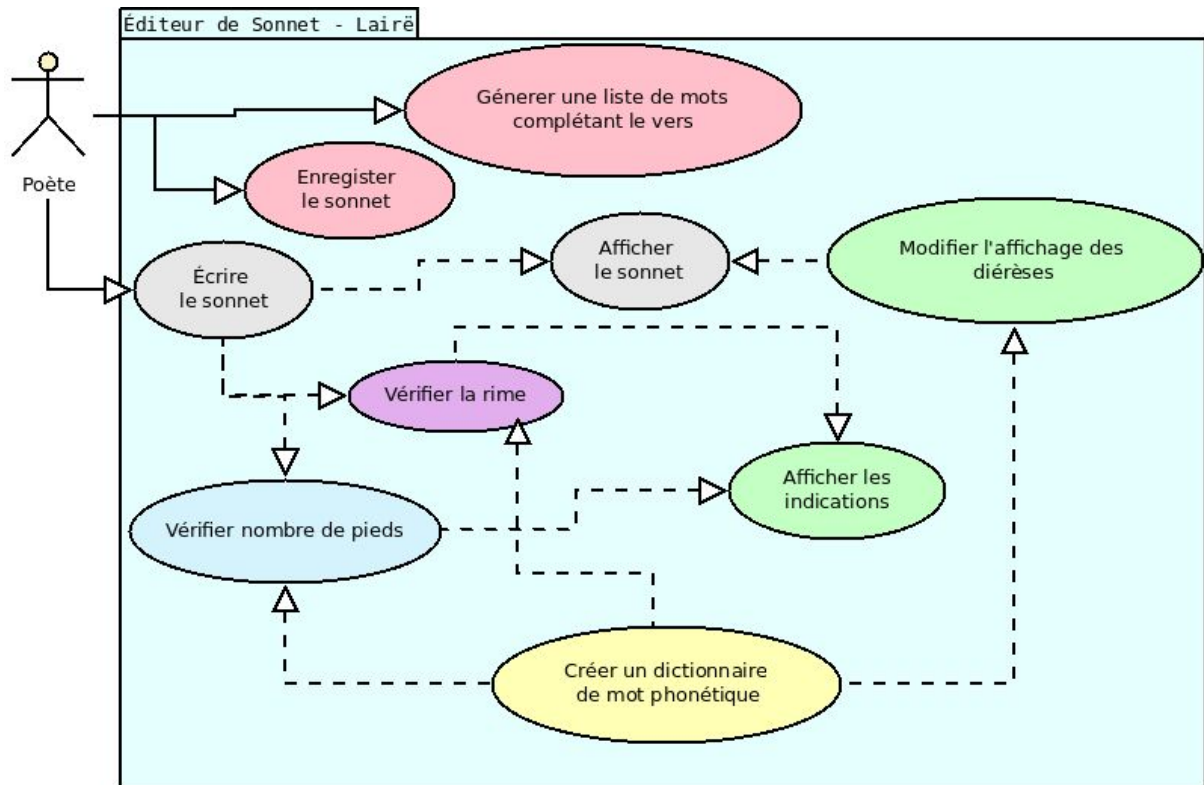 Éditeur de Sonnet - Lairë
Génerer une liste de mots
complétant le vers
Poète
Enregister
le sonnet
Écrire
le sonnet
Afficher
le sonnet
Modifier l'affichage des
diérèses
Vérifier la rime
Afficher les
indications
Vérifier nombre de pieds
Créer un dictionnaire
de mot phonétique